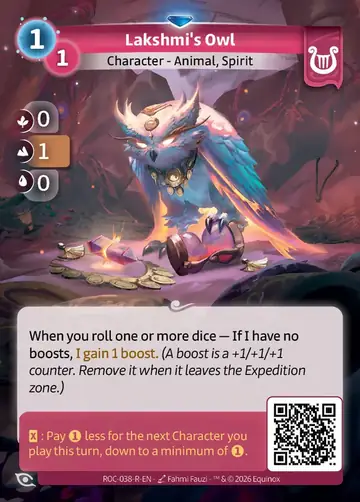 1
Lakshmi's Owl
1
Character - Animal, Spirit
0
1
0
When you roll one or more dice — If I have no
boosts, I gain 1 boost. (A boost is a +1/+1/+1
counter. Remove it when it leaves the Expedition
zone.)
X : Pay 1 less for the next Character you
play this turn, down to a minimum of 1.
ROC-038-R-EN - Fahmi Fauzi - ™ & © 2026 Equinox